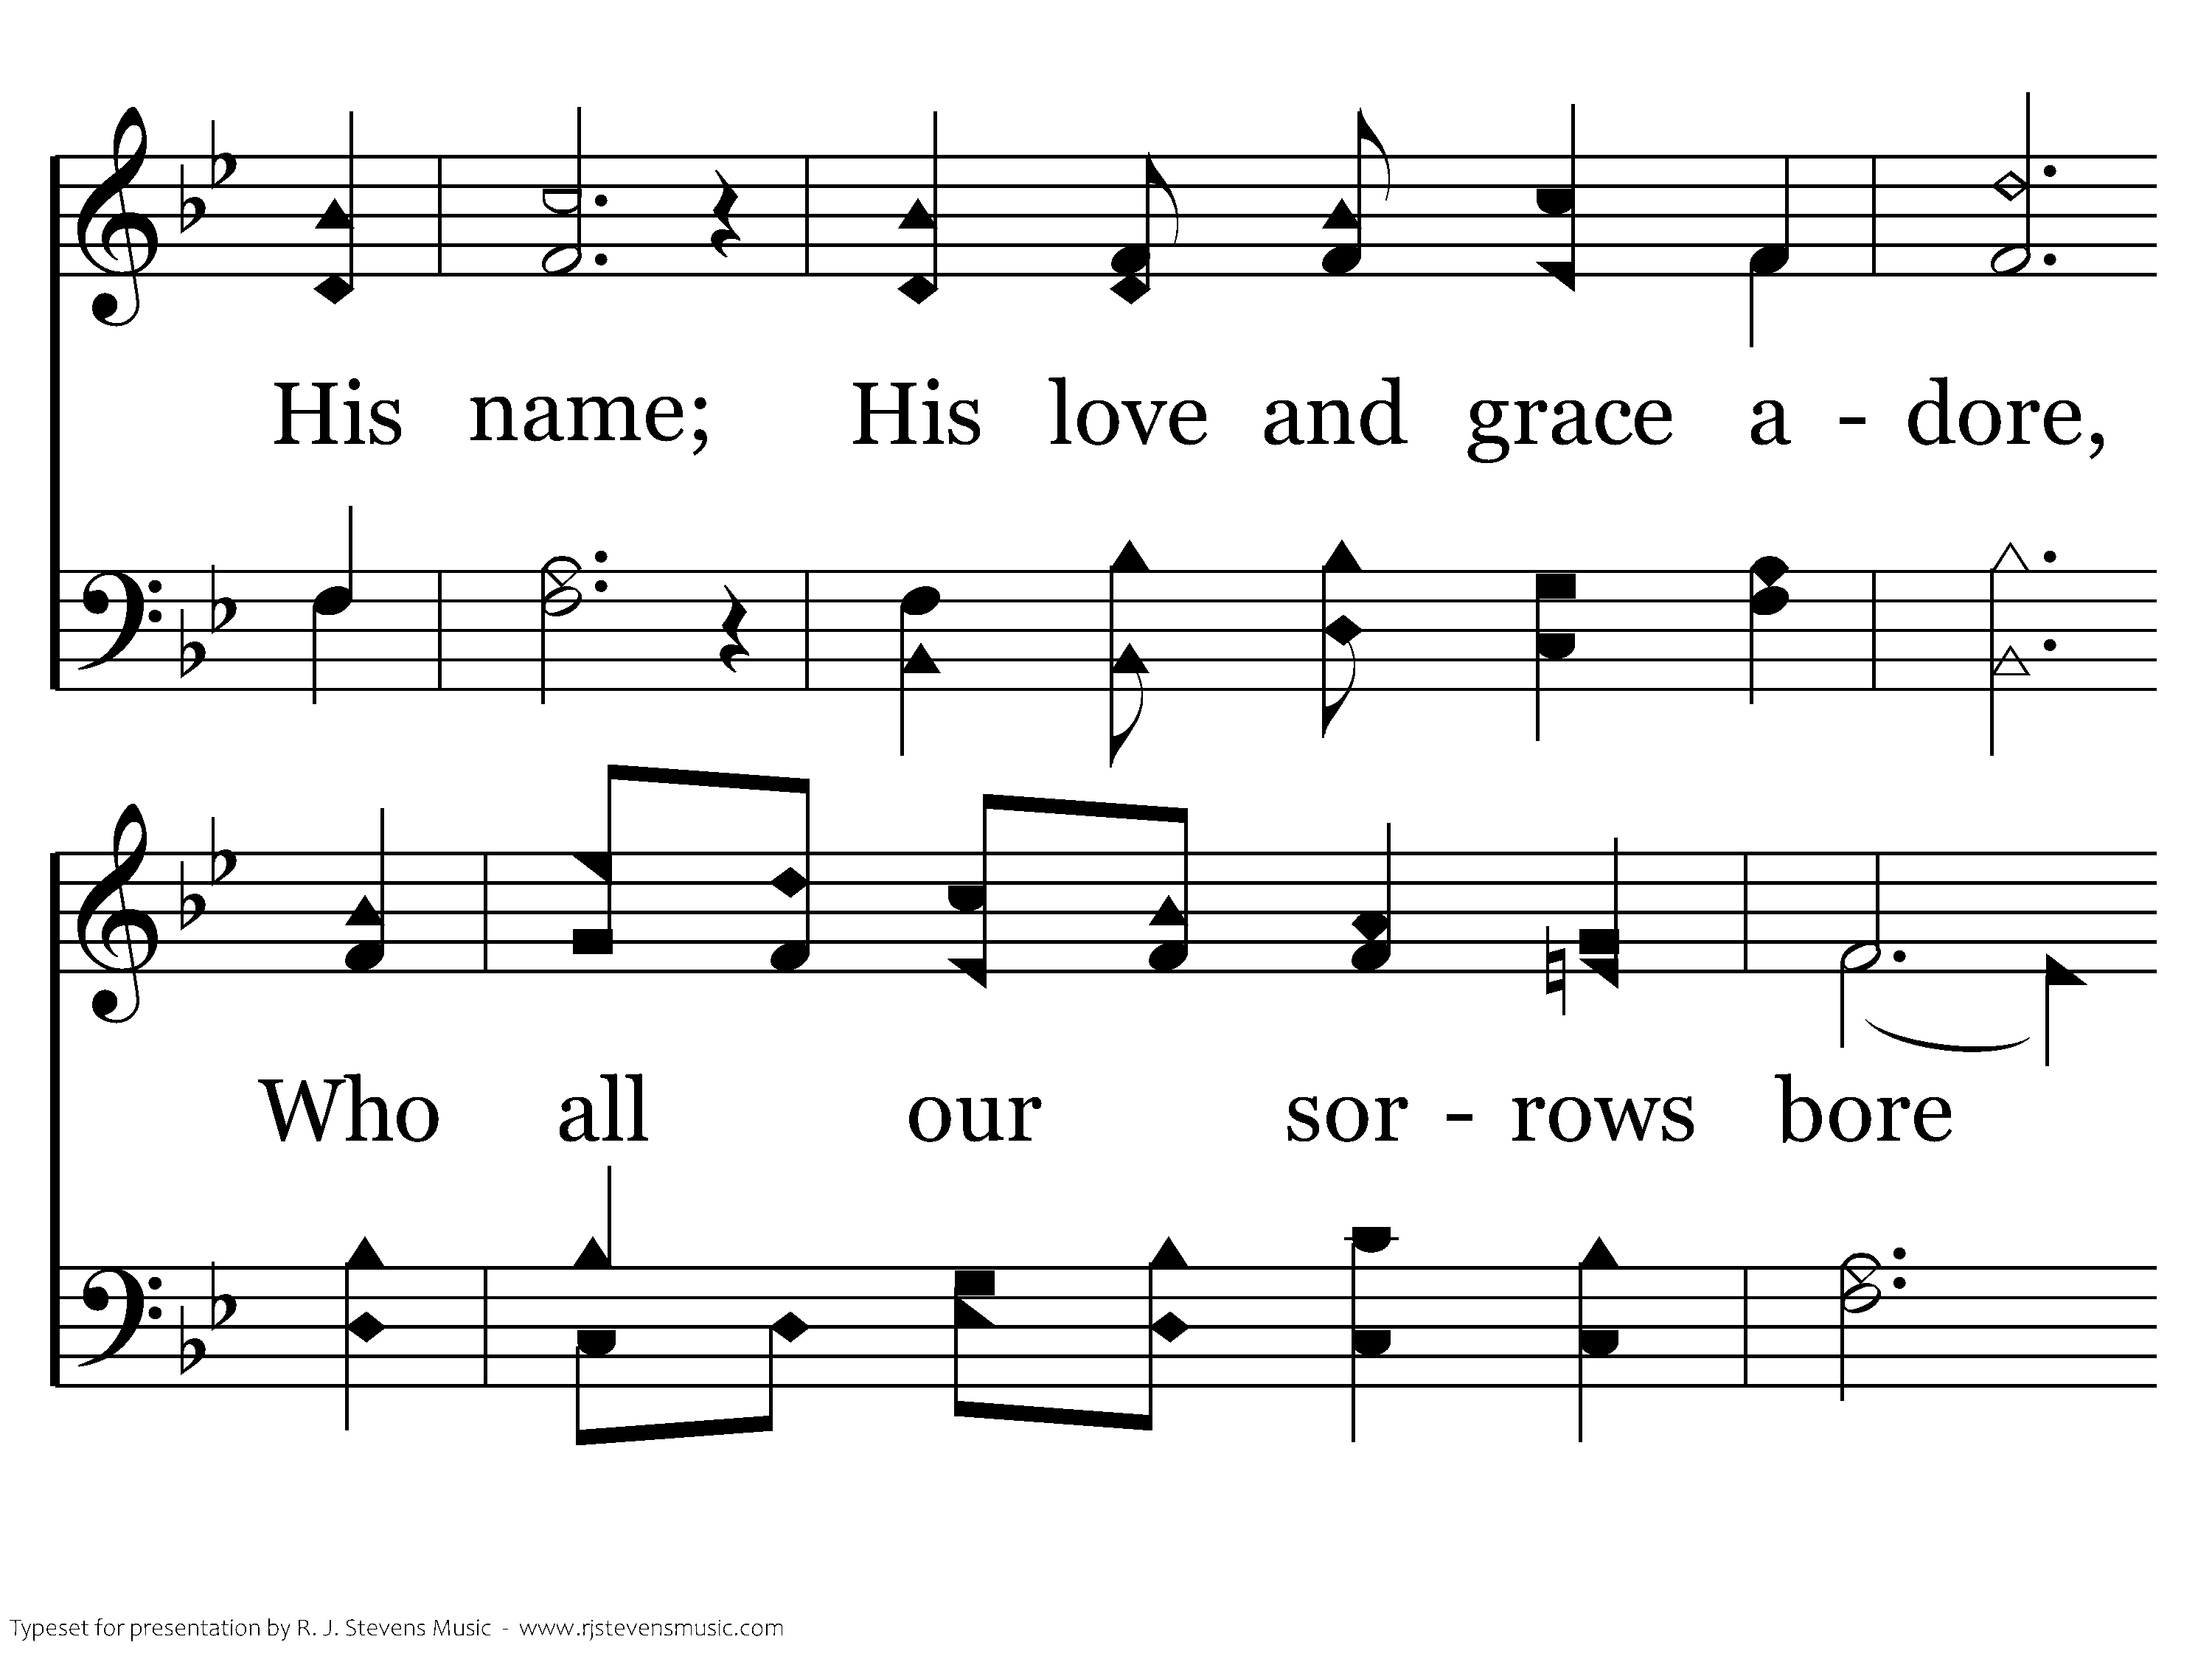 His name; His love and grace a - dore,
Who all our sor - rows bore
Typeset for presentation by R. J. Stevens Music - www.rjstevensmusic.com